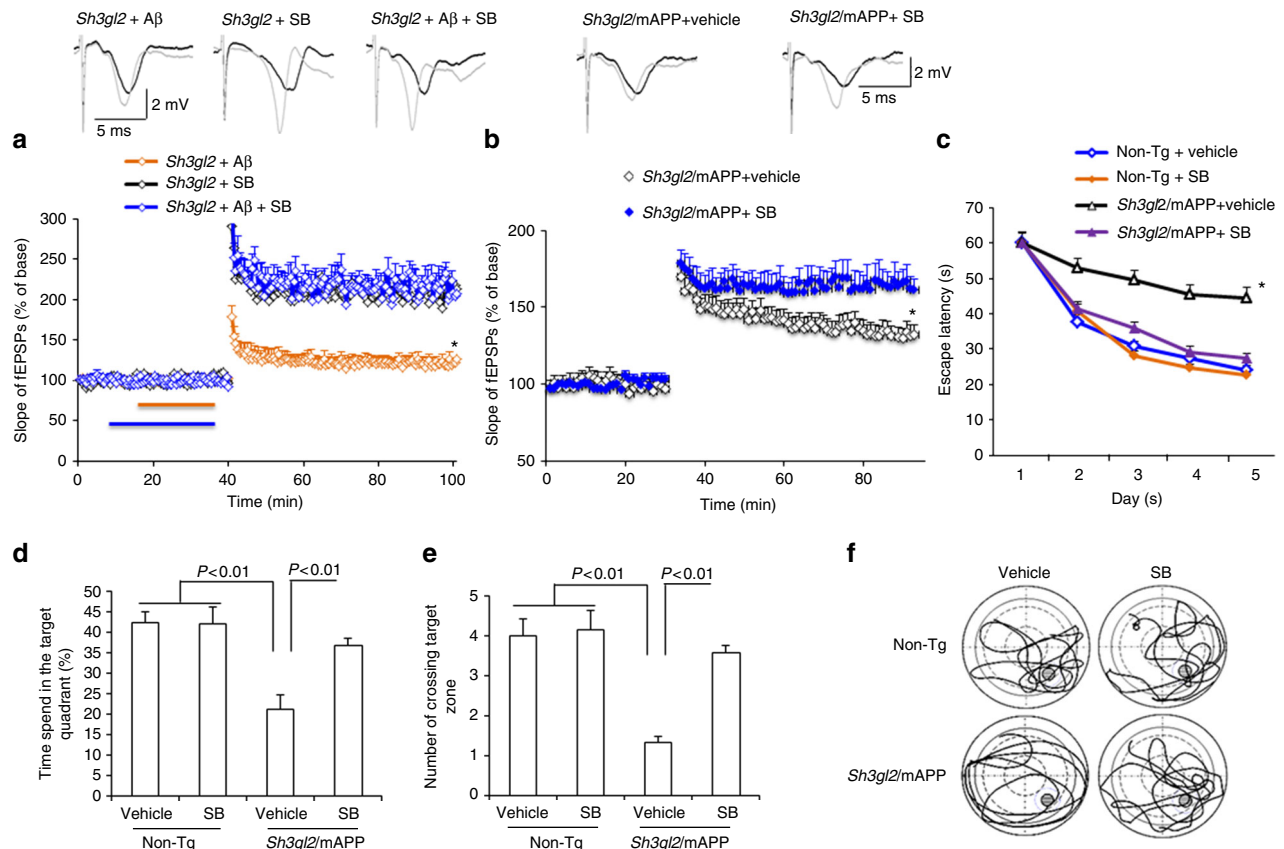 Sh3gl2 + Aβ
Sh3gl2 + SB
Sh3gl2 + Aβ + SB
Sh3gl2/mAPP+vehicle
Sh3gl2/mAPP+ SB
2 mV
5 ms
2 mV
5 ms
a
Sh3gl2 + Aβ
Sh3gl2 + SB
Sh3gl2 + Aβ + SB
Slope of fEPSPs (% of base)
300
250
200
150
100
50
0
*
0
20
40
60
80
100
Time (min)
b
Sh3gl2/mAPP+vehicle
Sh3gl2/mAPP+ SB
Slope of fEPSPs (% of base)
200
150
100
50
*
0
20
40
60
80
Time (min)
c
Non-Tg + vehicle
Non-Tg + SB
Sh3gl2/mAPP+vehicle
Sh3gl2/mAPP+ SB
Escape latency (s)
70
60
50
40
30
20
10
0
*
1
2
3
4
5
Day (s)
d
Time spend in the target
quadrant (%)
50
45
40
35
30
25
20
15
10
5
0
P<0.01
P<0.01
Vehicle
SB
Vehicle
SB
Non-Tg
Sh3gl2/mAPP
e
Number of crossing target
zone
5
4
3
2
1
0
P<0.01
P<0.01
Vehicle
SB
Vehicle
SB
Non-Tg
Sh3gl2/mAPP
f
Vehicle
SB
Non-Tg
Sh3gl2/mAPP